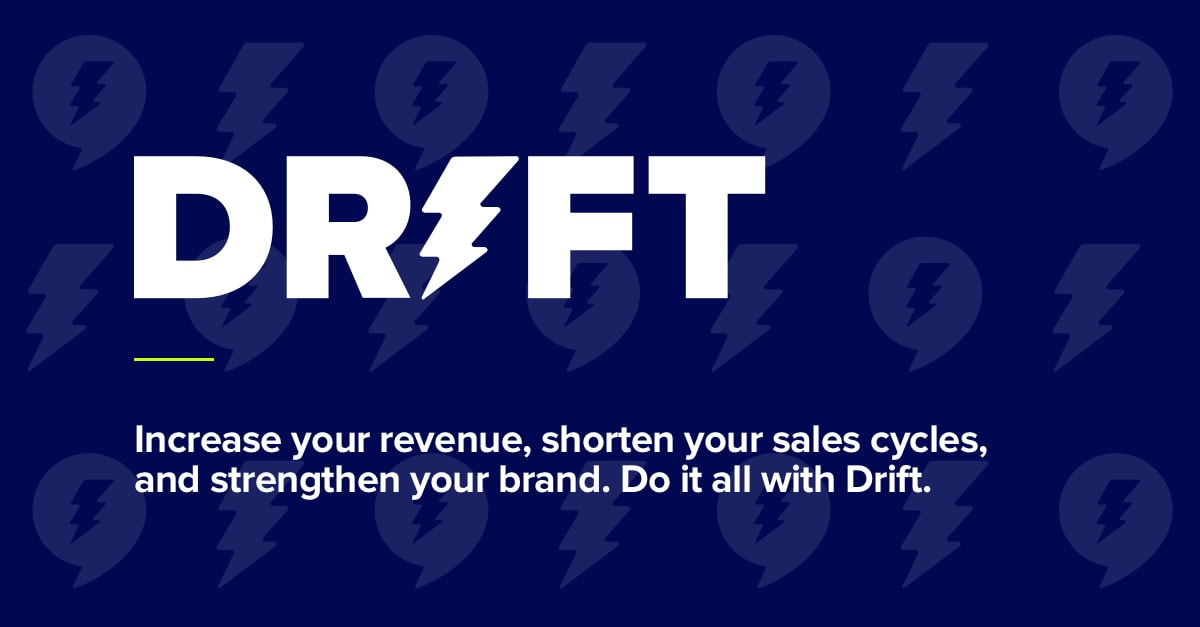 DRIFT
Increase your revenue, shorten your sales cycles,
and strengthen your brand. Do it all with Drift.